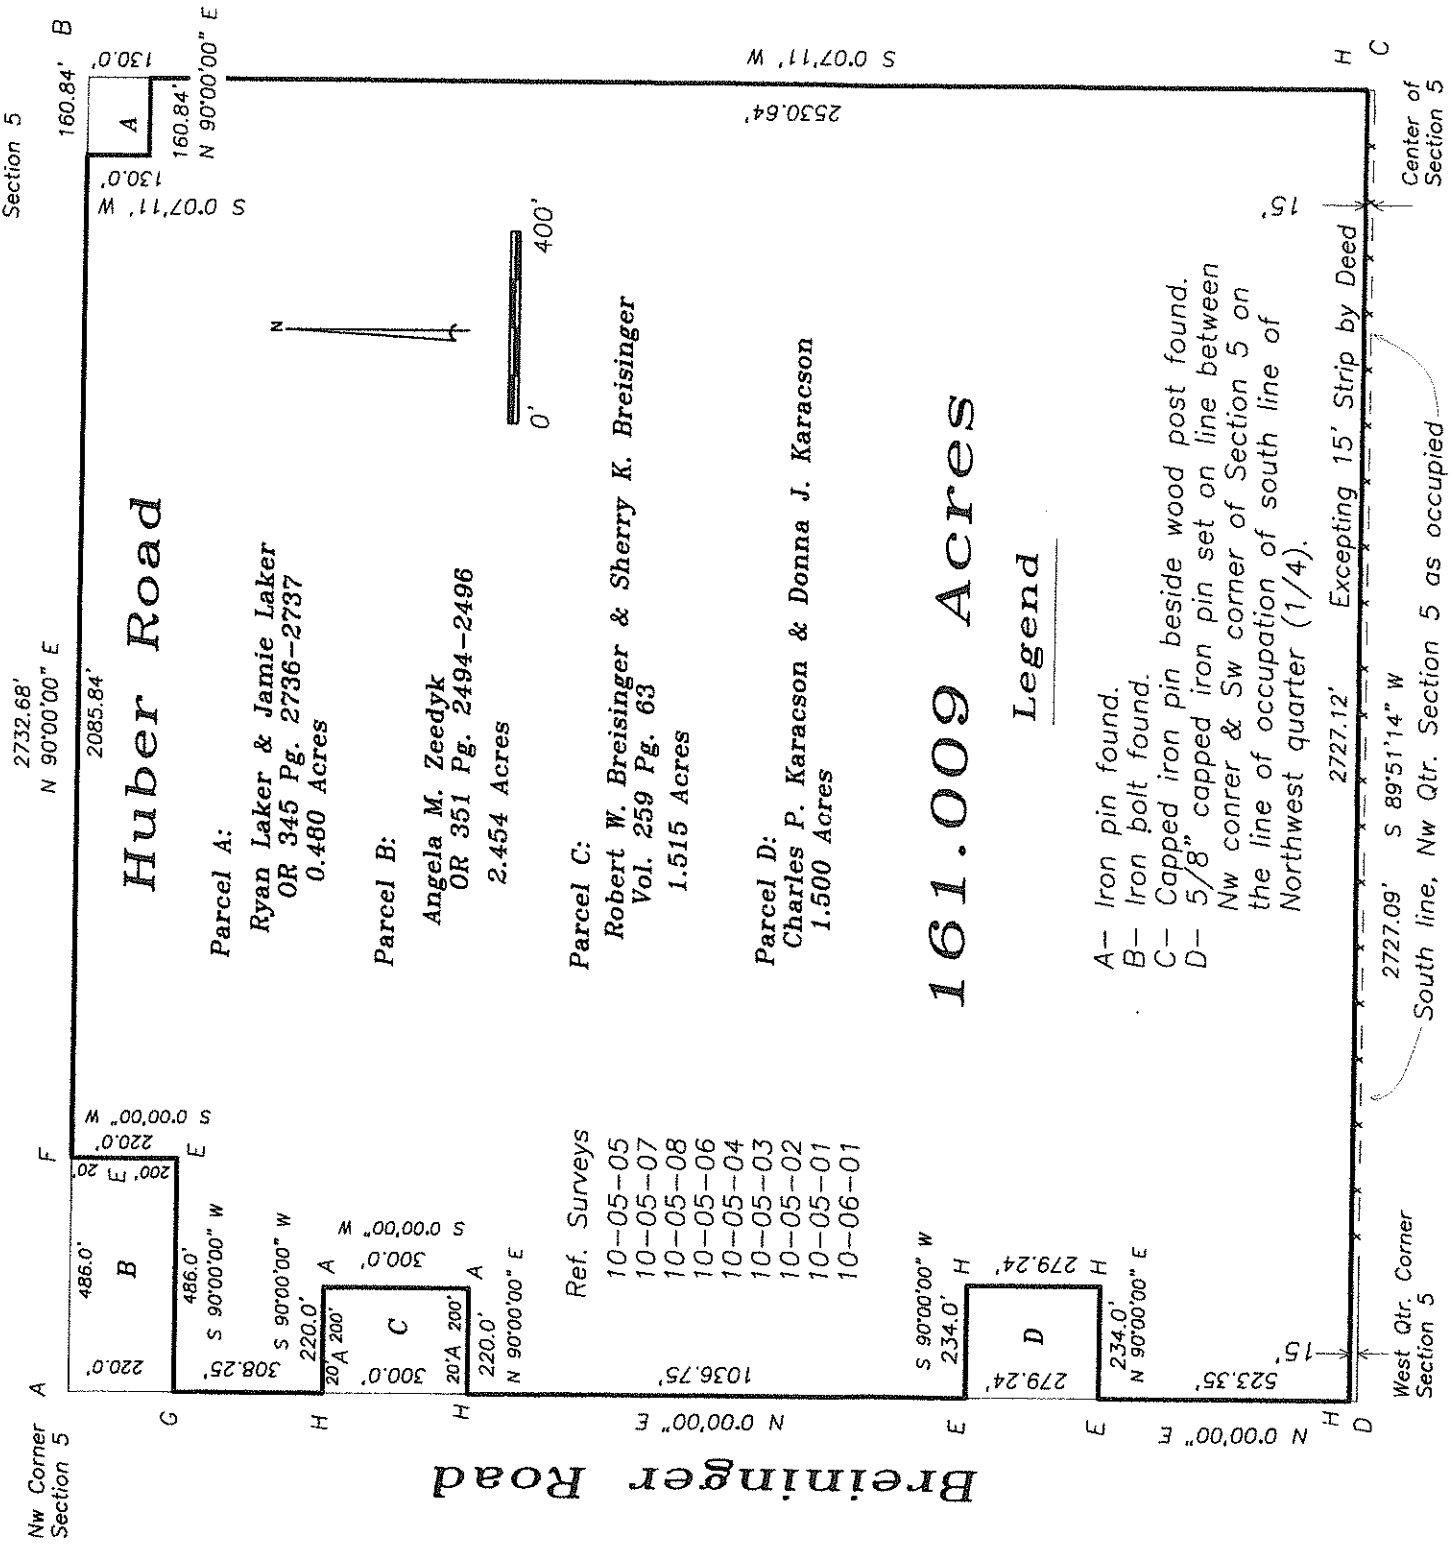 Nw Corner
Section 5
A
2732.68'
N 90°00'00" E
Section 5
B
F
486.0'
2085.84'
160.84'
130.0'
Huber Road
A
130.0'
160.84'
N 90°00'00" E
S 0°07'11" W
220.0'
B
20'
E
200'
220.0'
S 0°00'00" W
E
486.0'
S 90°00'00" W
G
308.25'
S 90°00'00" W
220.0'
H
A
20'
A
200'
300.0'
C
300.0'
S 0°00'00" W
20'
A
200'
A
220.0'
N 90°00'00" E
H
Parcel A:
Ryan Laker & Jamie Laker
OR 345 Pg. 2736-2737
0.480 Acres
Parcel B:
Angela M. Zeedyk
OR 351 Pg. 2494-2496
2.454 Acres
Parcel C:
Robert W. Breisinger & Sherry K. Breisinger
Vol. 259 Pg. 63
1.515 Acres
Parcel D:
Charles P. Karacson & Donna J. Karacson
1.500 Acres
N
0'
400'
S 0°07'11" W
2530.64'
Ref. Surveys
10-05-05
10-05-07
10-05-08
10-05-06
10-05-04
10-05-03
10-05-02
10-05-01
10-06-01
161.009 Acres
Legend
A- Iron pin found.
B- Iron bolt found.
C- Capped iron pin beside wood post found.
D- 5/8" capped iron pin set on line between
Nw conrer & Sw corner of Section 5 on
the line of occupation of south line of
Northwest quarter (1/4).
Breininger Road
1036.75'
N 0°00'00" E
S 90°00'00" W
234.0'
E
H
279.24'
D
279.24'
E
H
234.0'
N 90°00'00" E
523.35'
N 0°00'00" E
15'
H
D
West Qtr. Corner
Section 5
2727.12'
Excepting 15' Strip by Deed
15'
H
C
Center of
Section 5
2727.09'
S 89°51'14" W
South line, Nw Qtr. Section 5 as occupied